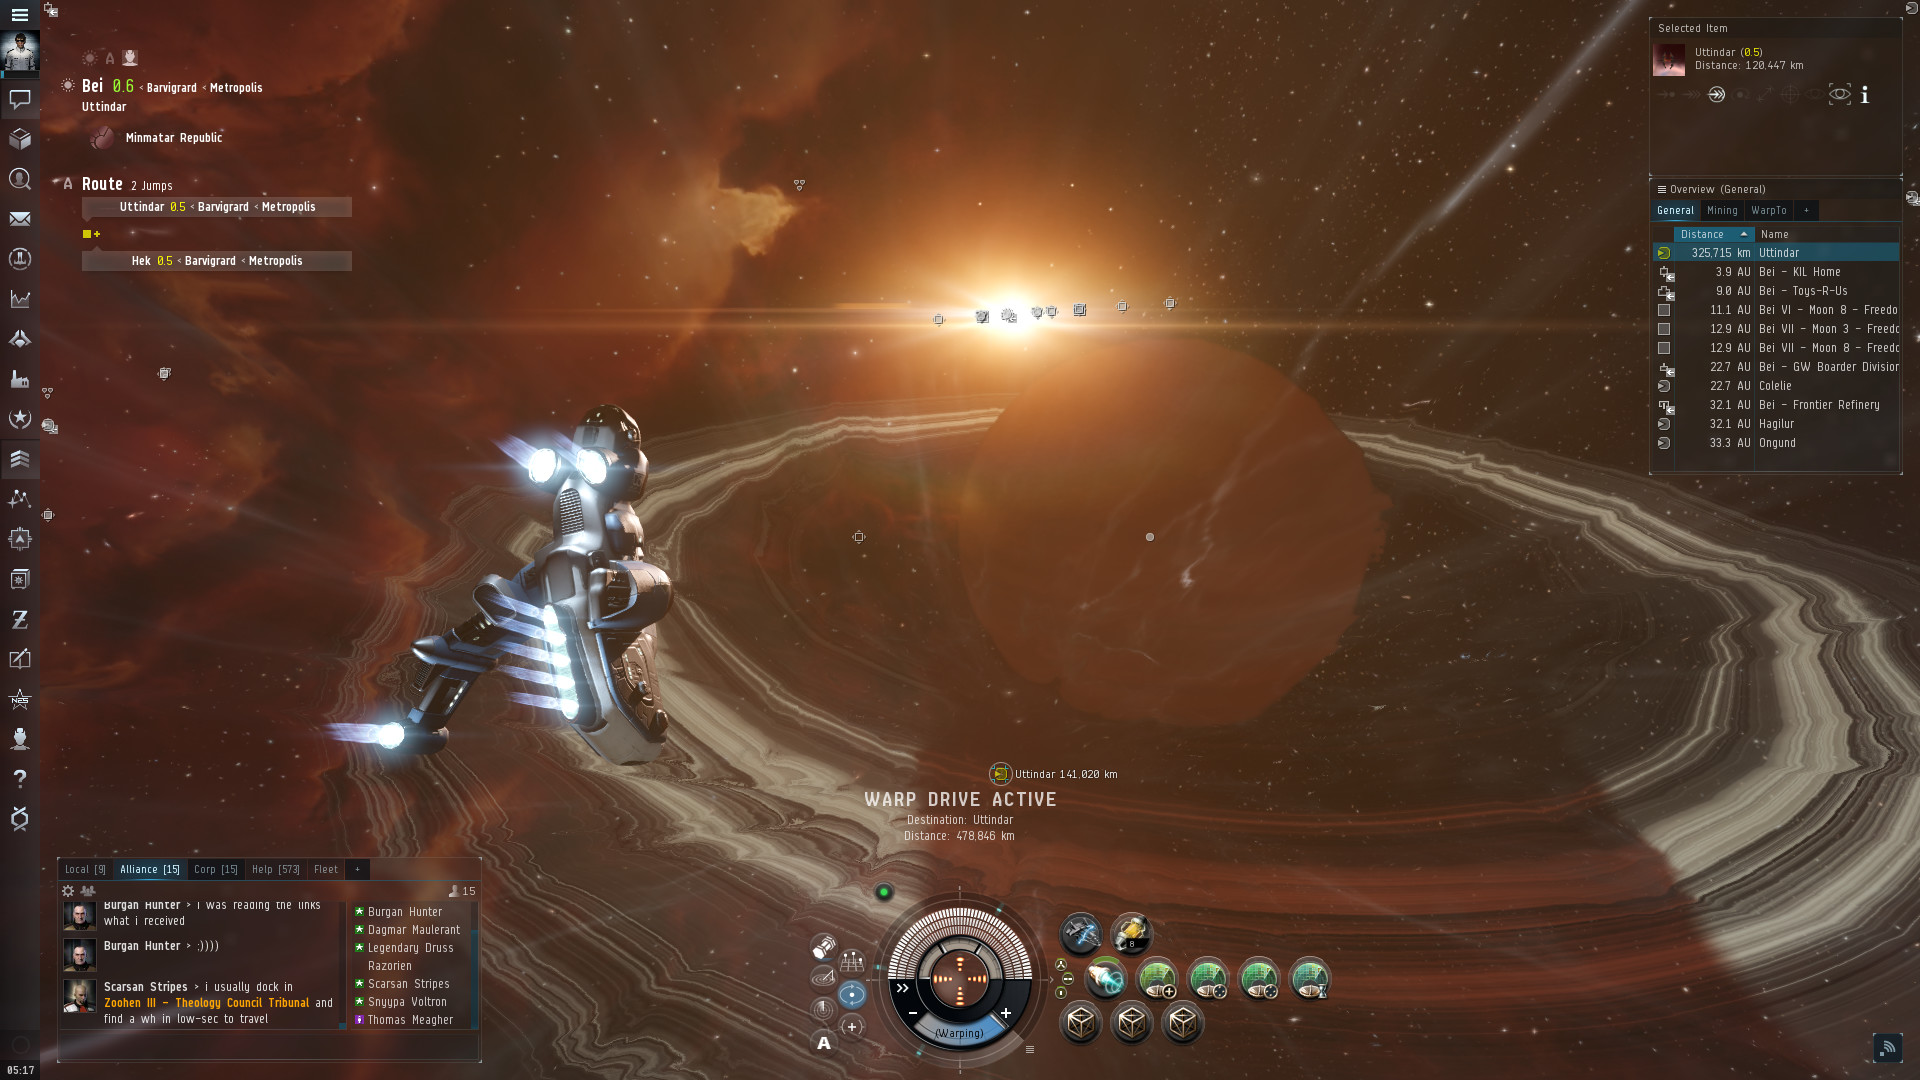 Bei 0.6 < Barvigrard < Metropolis
Uttindar
Minmatar Republic
A Route 2 Jumps
Uttindar 0.5 < Barvigrard < Metropolis
Hek 0.5 < Barvigrard < Metropolis
Selected Item
Uttindar (0.5)
Distance: 120,447 km
Overview (General)
General Mining WarpTo +
Distance Name
325,715 km Uttindar
3.9 AU Bei - KIL Home
9.0 AU Bei - Toys-R-Us
11.1 AU Bei VI - Moon 8 - Freedo
12.9 AU Bei VII - Moon 3 - Freedo
12.9 AU Bei VII - Moon 8 - Freedo
22.7 AU Bei - GW Boarder Division
22.7 AU Colelie
32.1 AU Bei - Frontier Refinery
32.1 AU Hagilur
33.3 AU Ongund
Uttindar 141.020 km
WARP DRIVE ACTIVE
Destination: Uttindar
Distance: 478,846 km
Local [9] Alliance [15] Corp [15] Help [573] Fleet +
15
Burgan Hunter > i was reading the links
what i received
Burgan Hunter > ;))))
Scarsan Stripes > i usually dock in
Zoohen III - Theology Council Tribunal and
find a wh in low-sec to travel
Burgan Hunter
Dagmar Maulerant
Legendary Druss
Razorien
Scarsan Stripes
Snyypa Voltron
Thomas Meagher
(Warping)
8
A
05:17